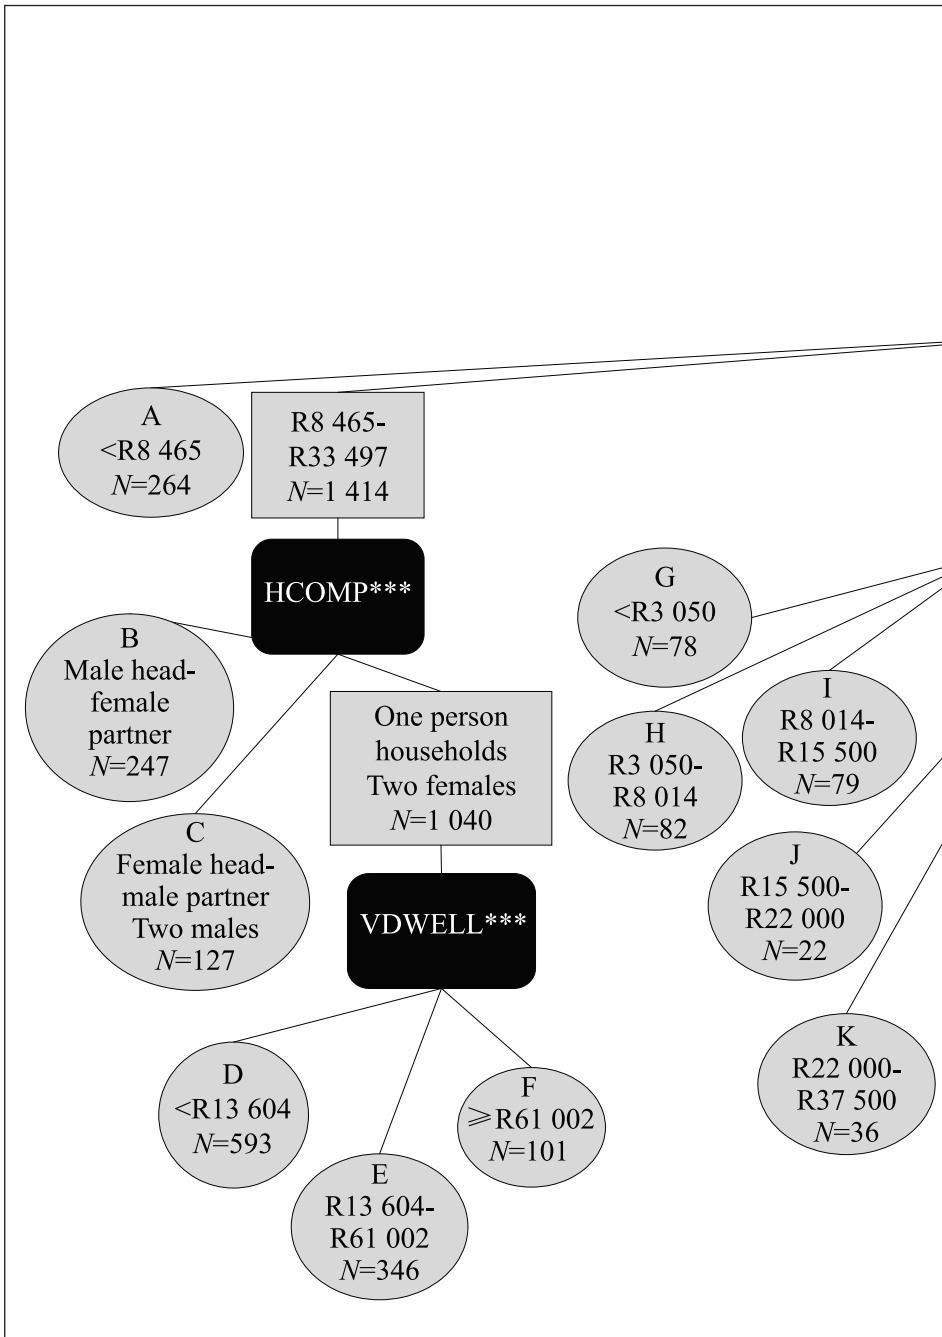 A
<R8 465
N=264
R8 465-
R33 497
N=1 414
HCOMP***
B
Male head-
female
partner
N=247
C
Female head-
male partner
Two males
N=127
One person
households
Two females
N=1 040
VDWELL***
D
<R13 604
N=593
E
R13 604-
R61 002
N=346
F
⩾R61 002
N=101
G
<R3 050
N=78
H
R3 050-
R8 014
N=82
I
R8 014-
R15 500
N=79
J
R15 500-
R22 000
N=22
K
R22 000-
R37 500
N=36